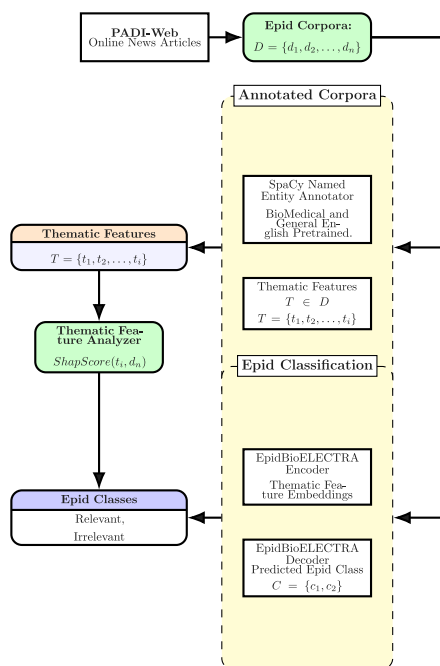 PADI-Web
Online News Articles
Epid Corpora:
D = {d₁, d₂, . . . , dₙ}
Annotated Corpora
SpaCy Named
Entity Annotator
BioMedical and
General En-
glish Pretrained.
Thematic Features
T = {t₁, t₂, . . . , tᵢ}
Thematic Features
T ∈ D
T = {t₁, t₂, . . . , tᵢ}
Thematic Fea-
ture Analyzer
ShapScore(tᵢ, dₙ)
Epid Classification
EpidBioELECTRA
Encoder
Thematic Fea-
ture Embeddings
Epid Classes
Relevant,
Irrelevant
EpidBioELECTRA
Decoder
Predicted Epid Class
C = {c₁, c₂}